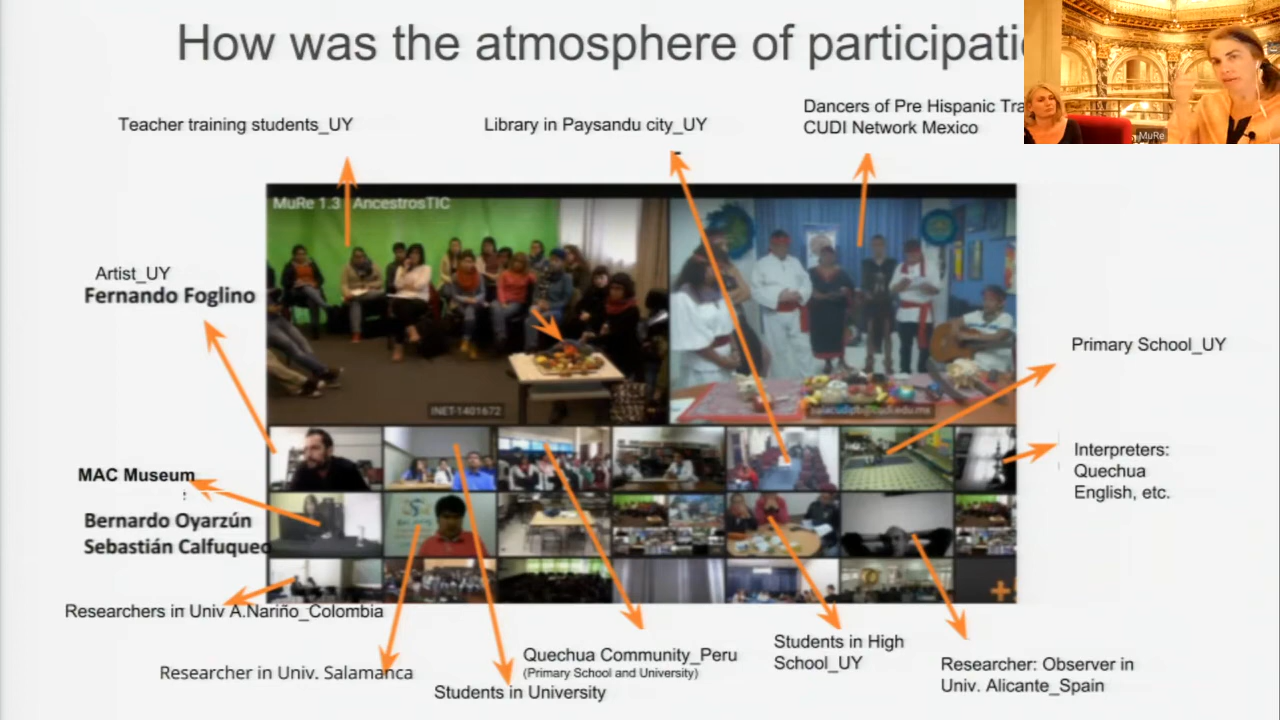 How was the atmosphere of participati
Dancers of Pre Hispanic Tra
CUDI Network Mexico
MuRe
Teacher training students_UY
Library in Paysandu city_UY
MuRe 1.3 AncestrosTIC
Artist_UY
Fernando Foglino
Primary School_UY
INET-1401672
MAC Museum
Interpreters:
Quechua
English, etc.
Bernardo Oyarzún
Sebastián Calfuqueo
Researchers in Univ A.Nariño_Colombia
Researcher in Univ. Salamanca
Quechua Community_Peru
(Primary School and University)
Students in University
Students in High
School_UY
Researcher: Observer in
Univ. Alicante_Spain